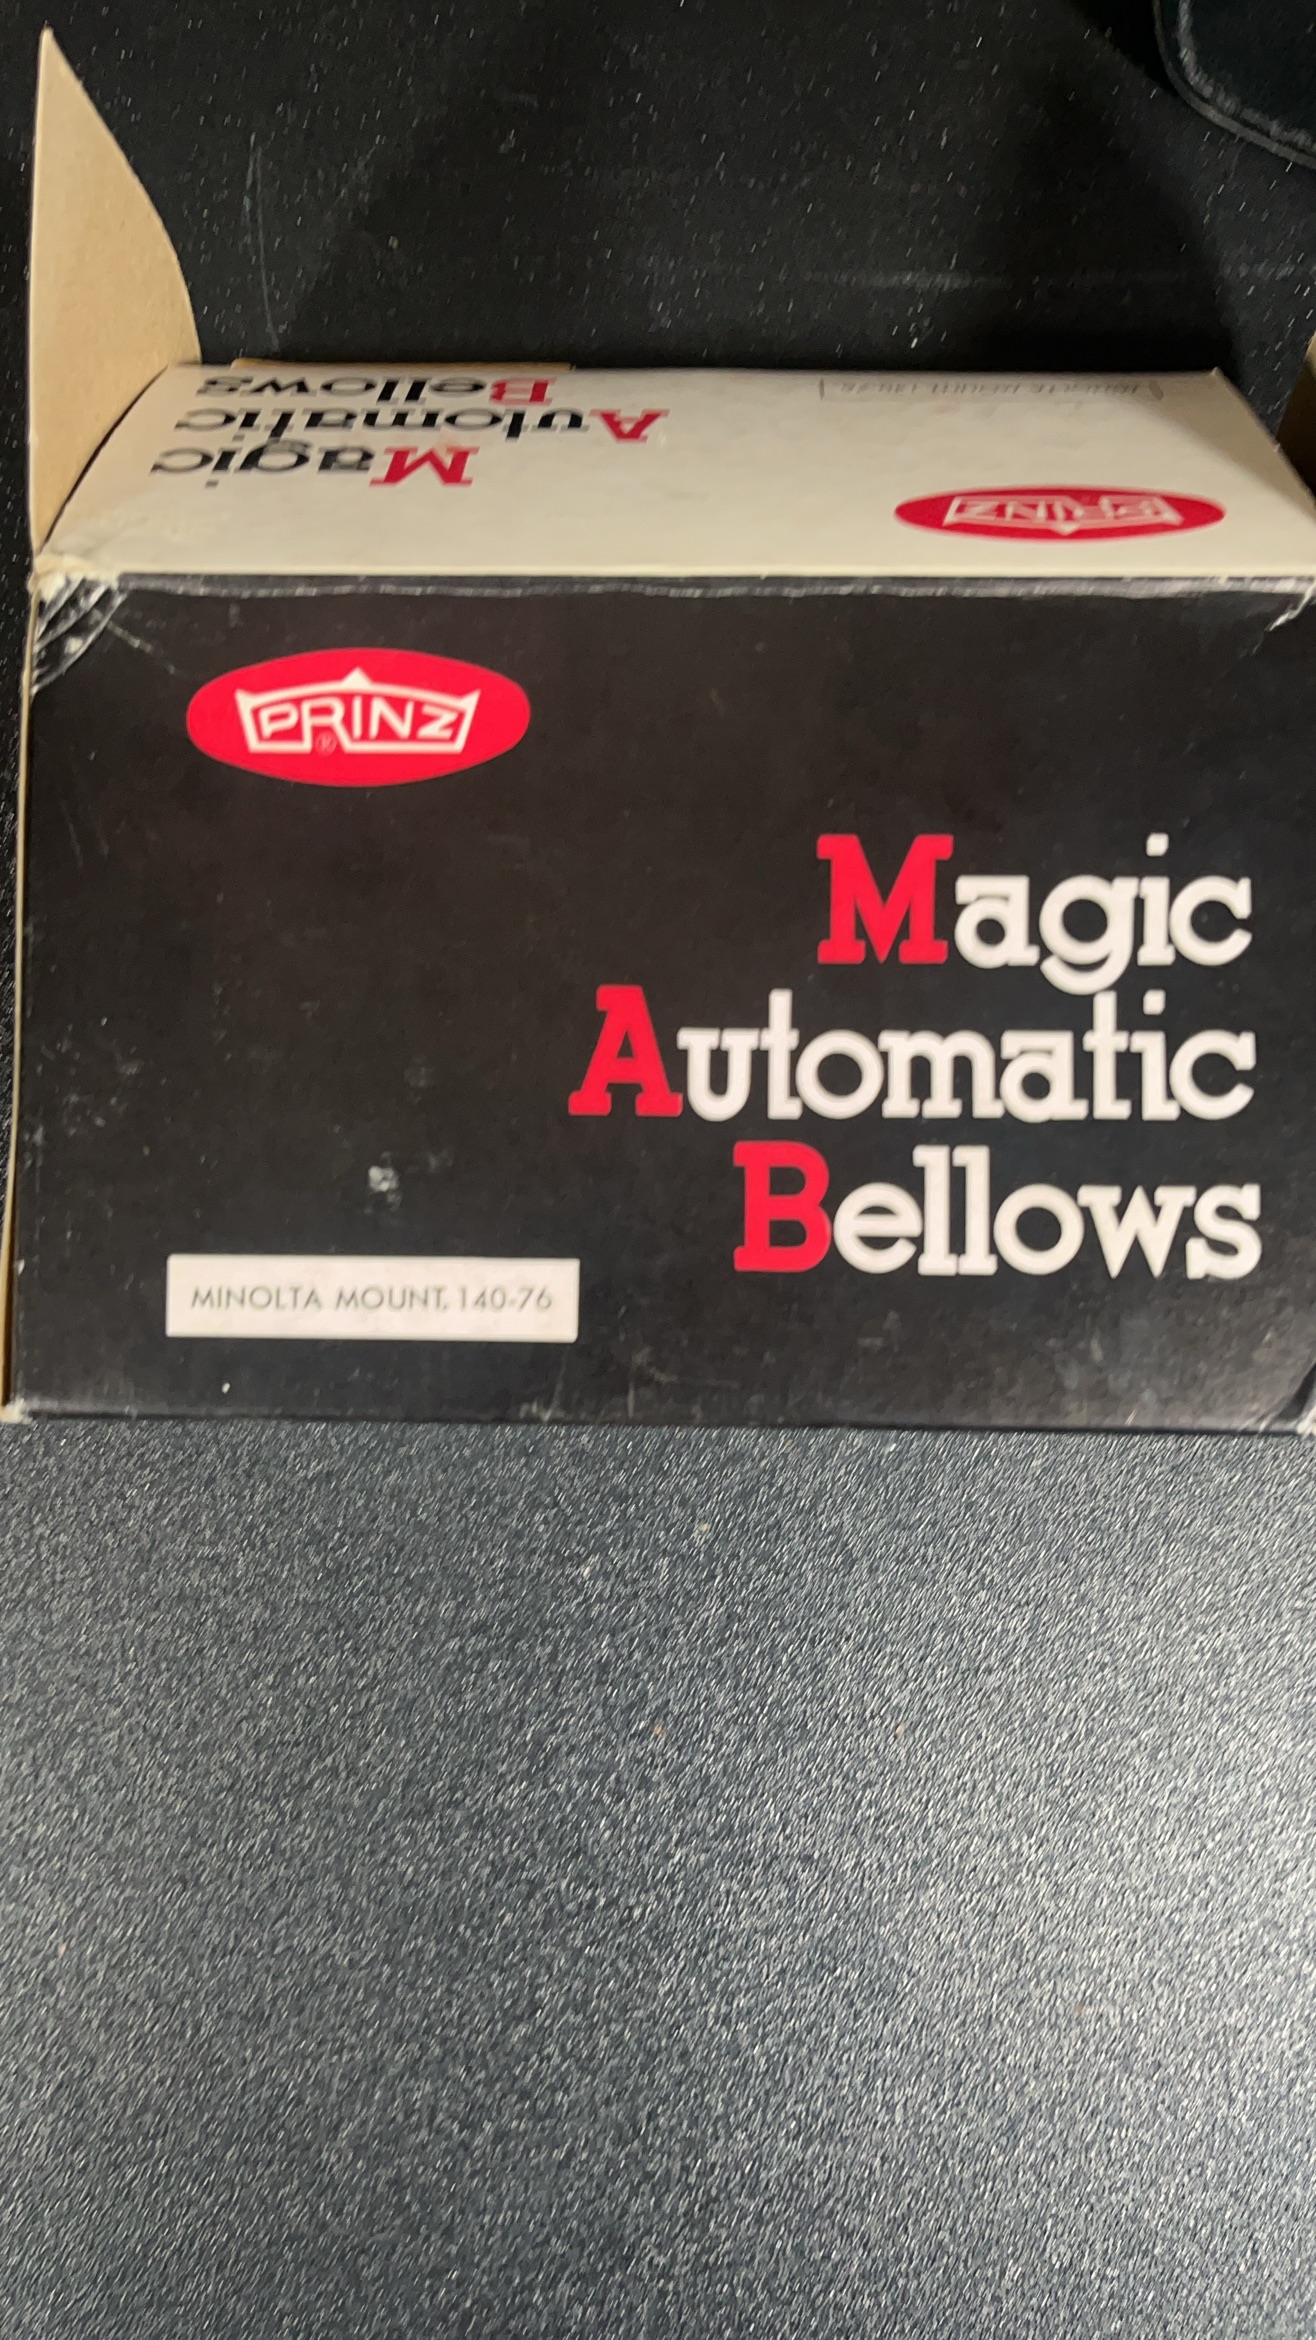 Magic
Automatic
Bellows
PRINZ
PRINZ
®
Magic
Automatic
Bellows
MINOLTA MOUNT, 140-76